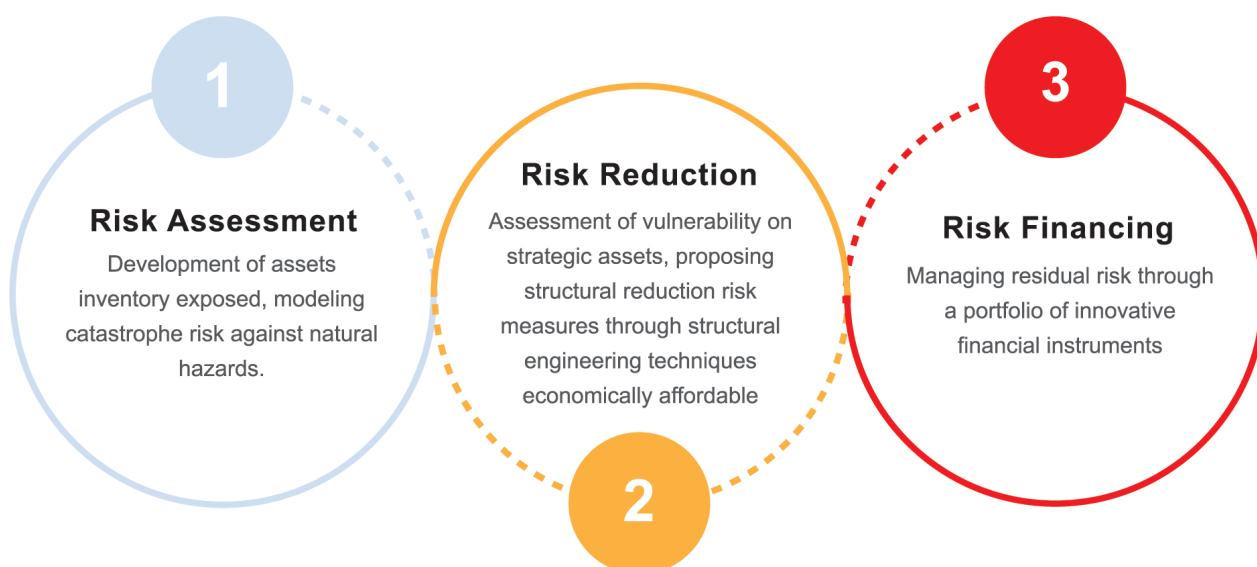 1
Risk Assessment
Development of assets
inventory exposed, modeling
catastrophe risk against natural
hazards.
Risk Reduction
Assessment of vulnerability on
strategic assets, proposing
structural reduction risk
measures through structural
engineering techniques
economically affordable
2
3
Risk Financing
Managing residual risk through
a portfolio of innovative
financial instruments